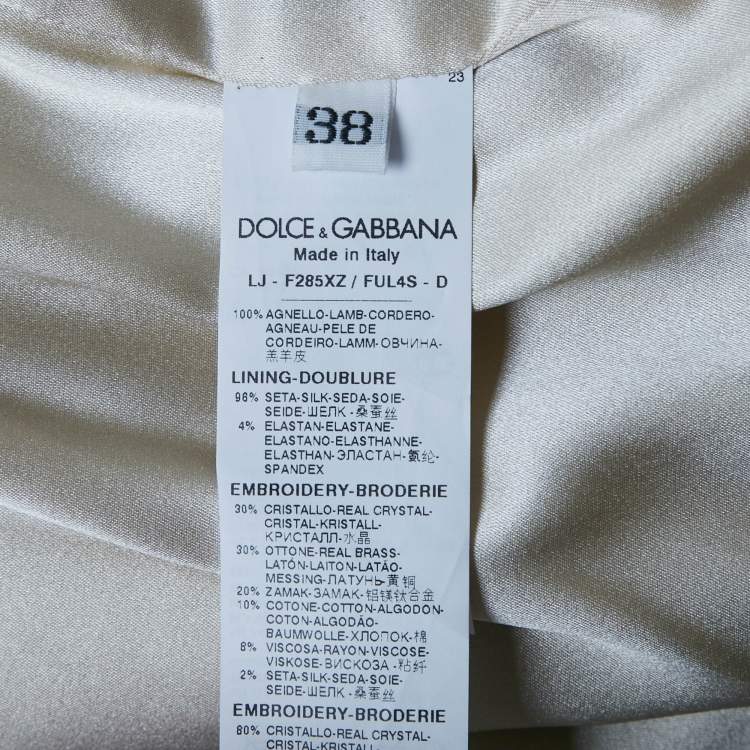 23
38
DOLCE & GABBANA
Made in Italy
LJ - F285XZ / FUL4S - D
100% AGNELLO-LAMB-CORDERO-
AGNEAU-PELE DE
CORDEIRO-LAMM-ОВЧИНА-
羔羊皮
LINING-DOUBLURE
96% SETA-SILK-SEDA-SOIE-
SEIDE-ШЕЛК-桑蚕丝
4% ELASTAN-ELASTANE-
ELASTANO-ELASTHANNE-
ELASTHAN-ЭЛАСТАН-氨纶-
SPANDEX
EMBROIDERY-BRODERIE
30% CRISTALLO-REAL CRYSTAL-
CRISTAL-KRISTALL-
КРИСТАЛЛ-水晶
30% OTTONE-REAL BRASS-
LATÓN-LAITON-LATÃO-
MESSING-ЛАТУНЬ-黄铜
20% ZAMAK-ЗАМАК-铝镁钛合金
10% COTONE-COTTON-ALGODON-
COTON-ALGODÃO-
BAUMWOLLE-ХЛОПОК-棉
8% VISCOSA-RAYON-VISCOSE-
VISKOSE-ВИСКОЗА-粘纤
2% SETA-SILK-SEDA-SOIE-
SEIDE-ШЕЛК-桑蚕丝
EMBRODERY-BRODERIE
80% CRISTALLO-REAL CRYSTAL-
CRISTAL-KRISTALL-